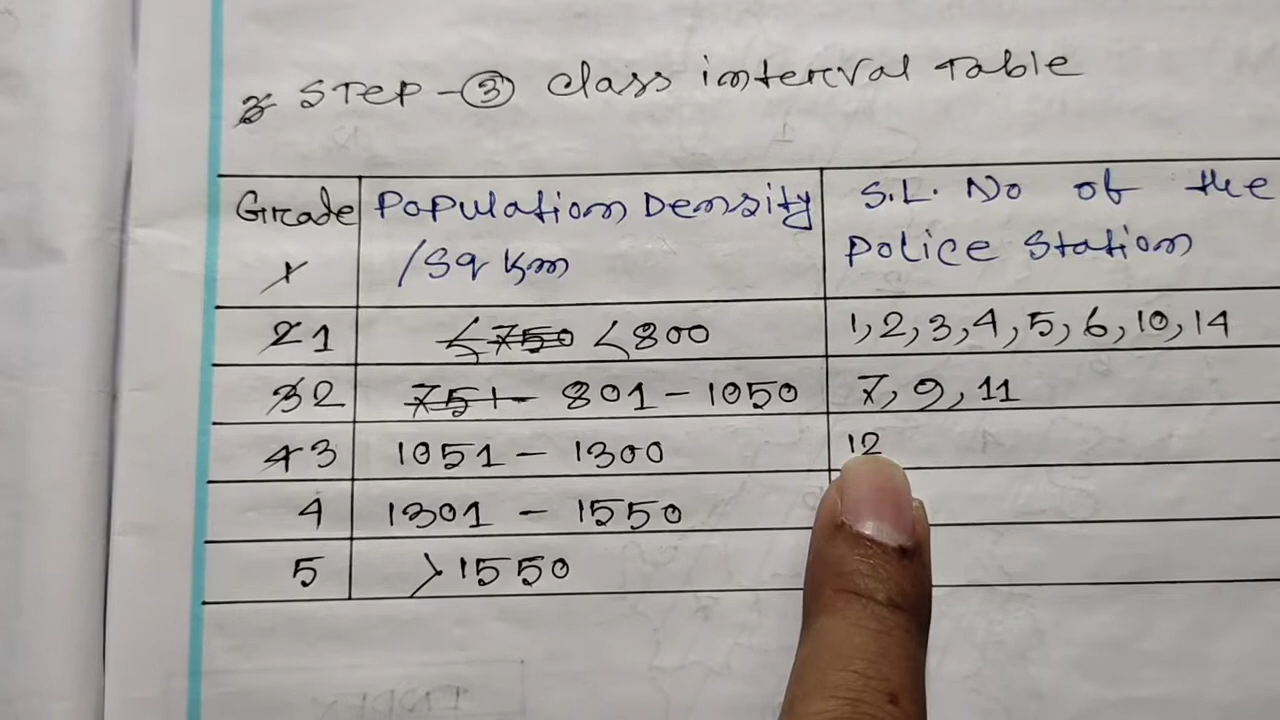 STEP-③ Class interval Table
Grade
Population Density
/Sq Km
S.L. No of the
Police Station
1 <800 1,2,3,4,5,6,10,14
2 801-1050 7,9,11
3 1051-1300 12
4 1301-1550
5 >1550